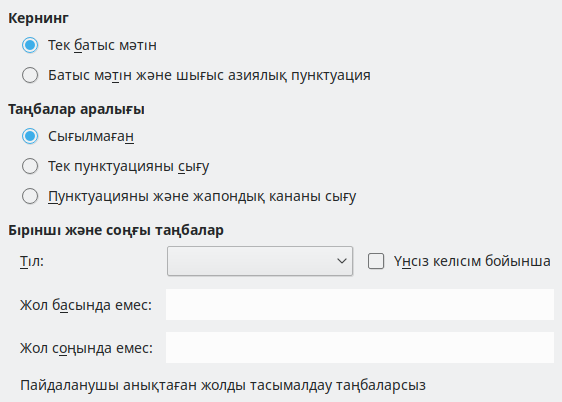 Кернинг
Тек батыс мәтін
Батыс мәтін және шығыс азиялық пунктуация
Таңбалар аралығы
Сығылмаған
Тек пунктуацияны сығу
Пунктуацияны және жапондық кананы сығу
Бірінші және соңғы таңбалар
Тіл:
Үнсіз келісім бойынша
Жол басында емес:
Жол соңында емес:
Пайдаланушы анықтаған жолды тасымалдау таңбаларсыз